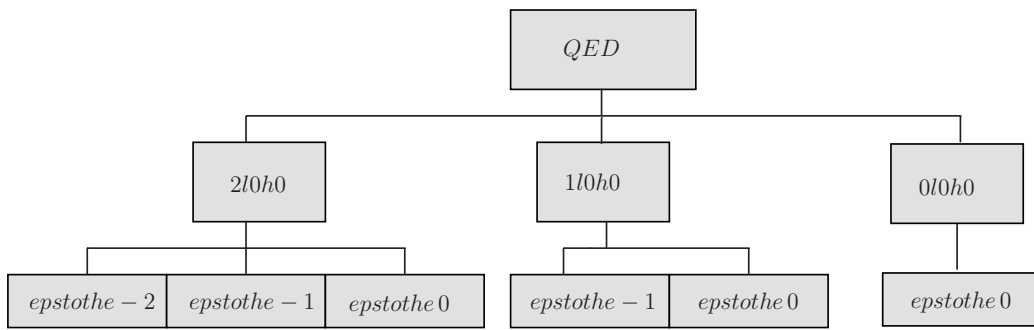 QED
2l0h0
1l0h0
0l0h0
epstothe − 2
epstothe − 1
epstothe 0
epstothe − 1
epstothe 0
epstothe 0